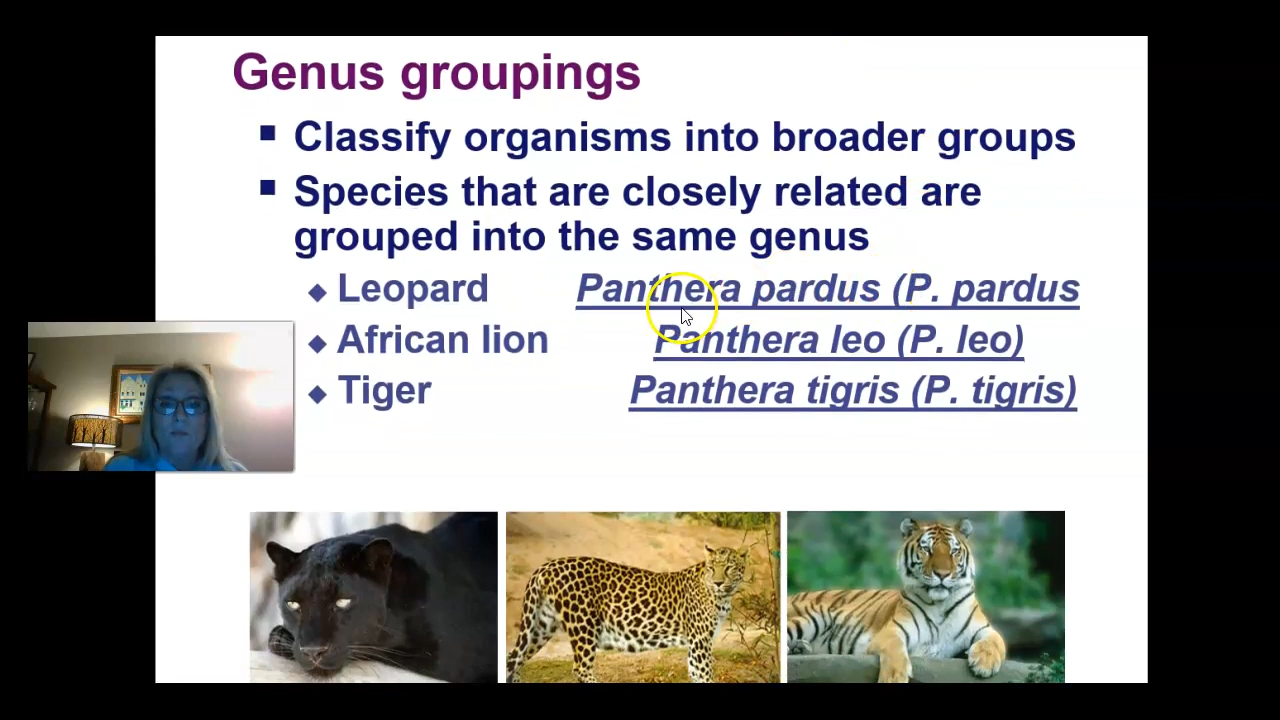 Genus groupings
Classify organisms into broader groups
Species that are closely related are
grouped into the same genus
Leopard Panthera pardus (P. pardus
African lion Panthera leo (P. leo)
Tiger Panthera tigris (P. tigris)